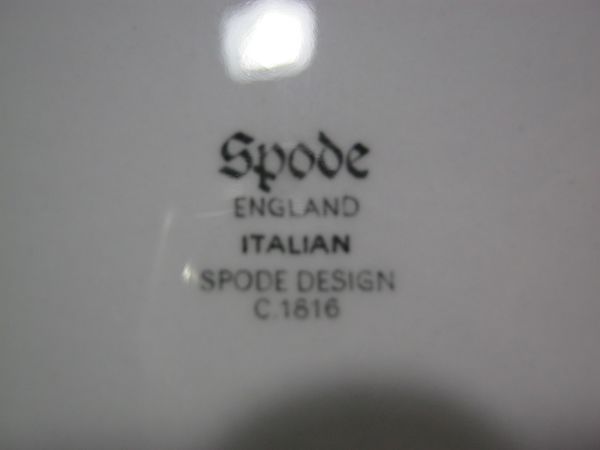 Spode
ENGLAND
ITALIAN
SPODE DESIGN
C.1816